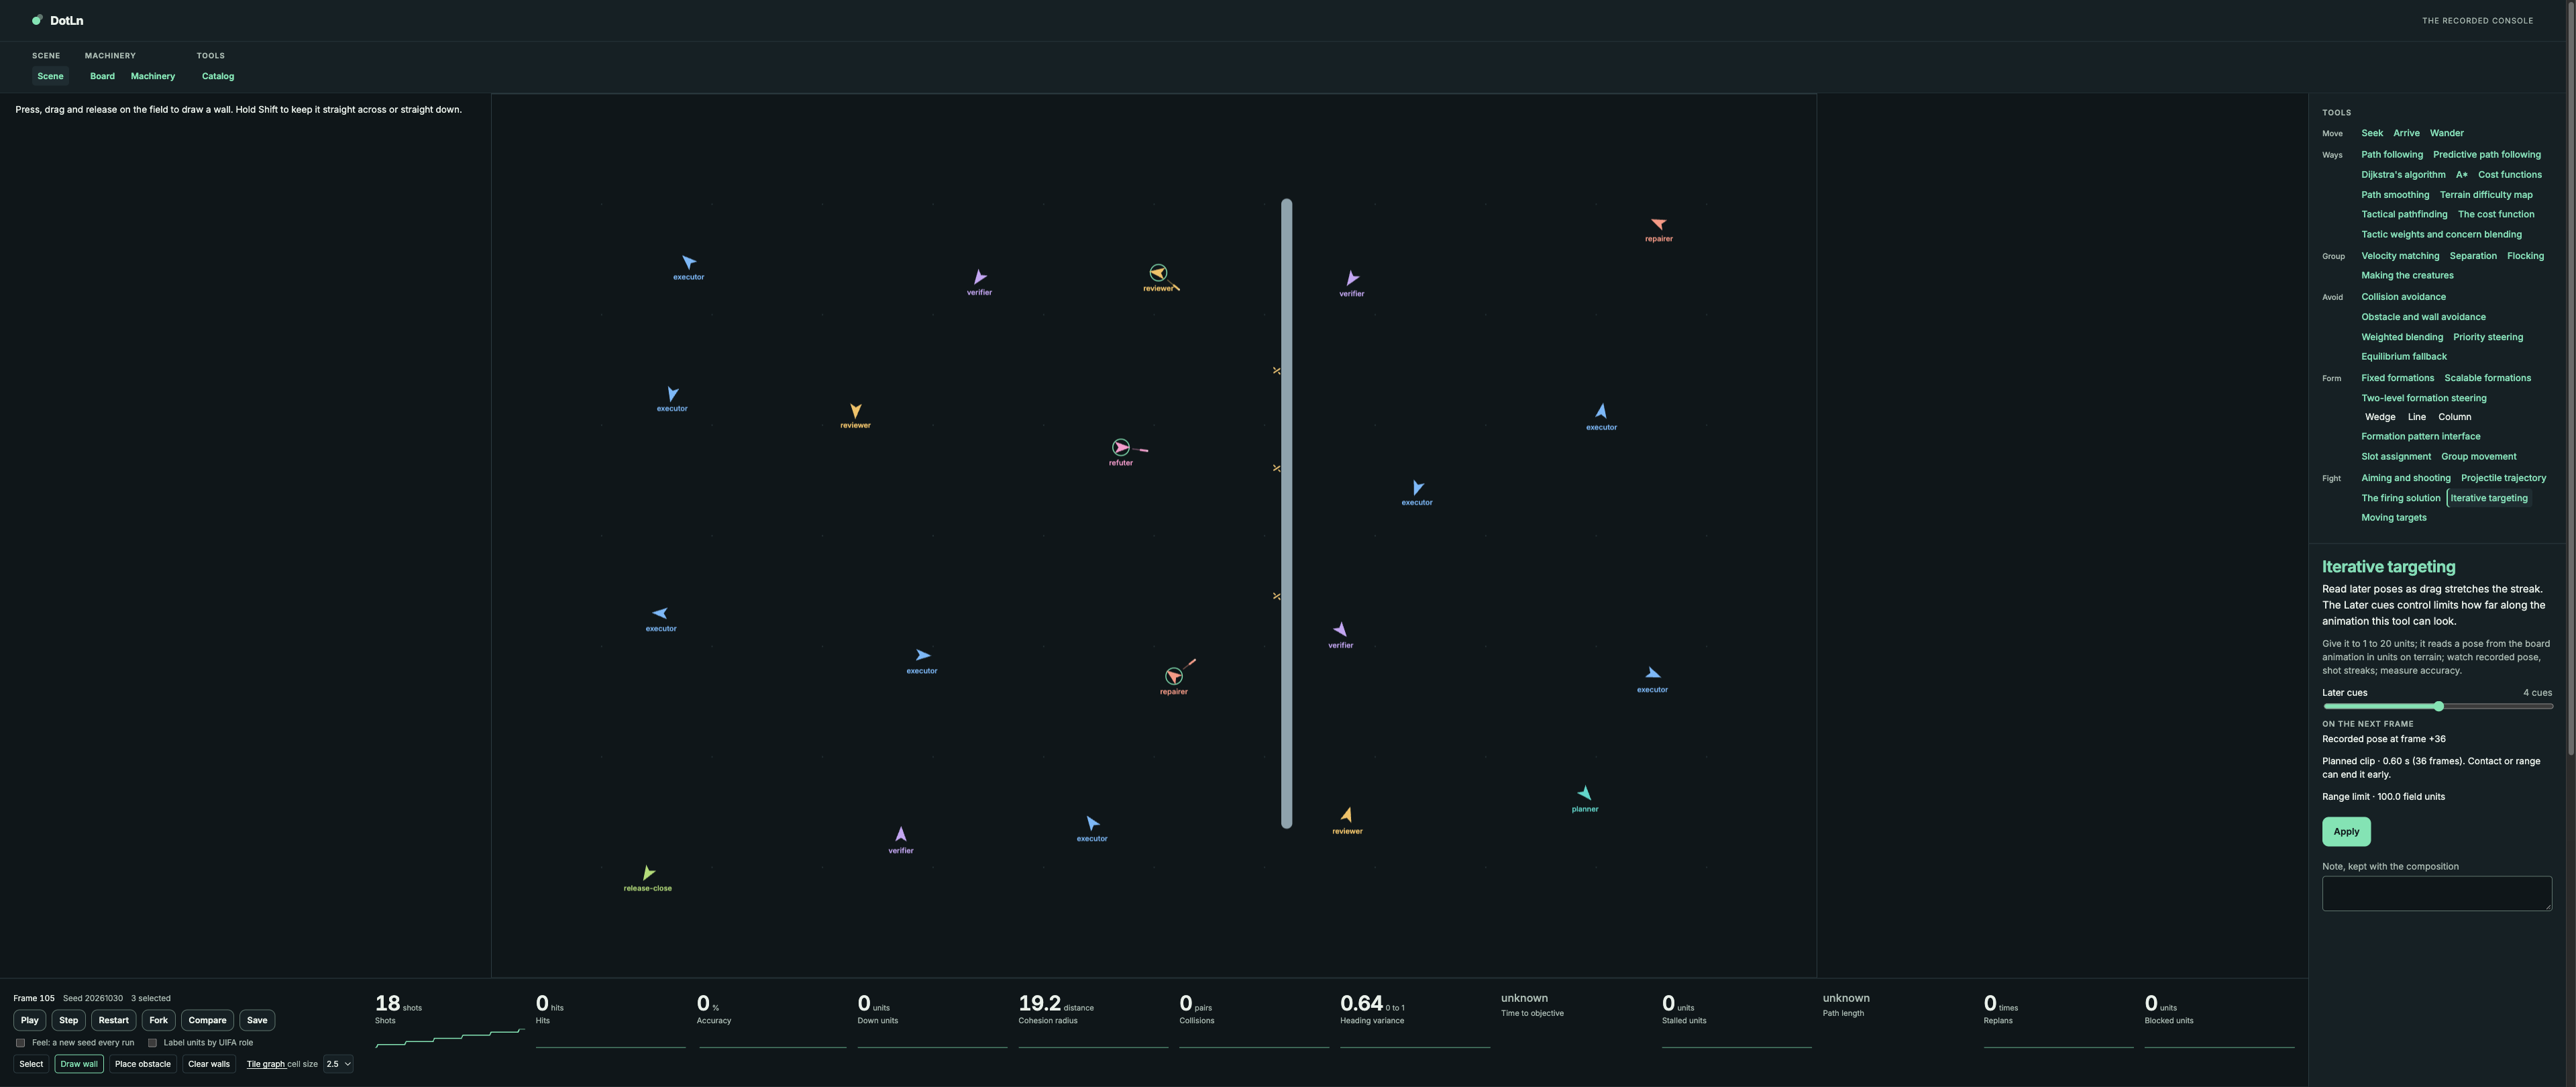 DotLn
THE RECORDED CONSOLE
SCENE MACHINERY TOOLS
Scene Board Machinery Catalog
Press, drag and release on the field to draw a wall. Hold Shift to keep it straight across or straight down.
repairer
executor
verifier
reviewer
verifier
executor
reviewer
executor
refuter
executor
executor
verifier
executor
repairer
executor
planner
executor
reviewer
verifier
release-close
TOOLS
Move Seek Arrive Wander
Ways Path following Predictive path following
Dijkstra's algorithm A* Cost functions
Path smoothing Terrain difficulty map
Tactical pathfinding The cost function
Tactic weights and concern blending
Group Velocity matching Separation Flocking
Making the creatures
Avoid Collision avoidance
Obstacle and wall avoidance
Weighted blending Priority steering
Equilibrium fallback
Form Fixed formations Scalable formations
Two-level formation steering
Wedge Line Column
Formation pattern interface
Slot assignment Group movement
Fight Aiming and shooting Projectile trajectory
The firing solution Iterative targeting
Moving targets
Iterative targeting
Read later poses as drag stretches the streak.
The Later cues control limits how far along the
animation this tool can look.
Give it to 1 to 20 units; it reads a pose from the board
animation in units on terrain; watch recorded pose,
shot streaks; measure accuracy.
Later cues 4 cues
ON THE NEXT FRAME
Recorded pose at frame +36
Planned clip · 0.60 s (36 frames). Contact or range
can end it early.
Range limit · 100.0 field units
Apply
Note, kept with the composition
Frame 105 Seed 20261030 3 selected
Play Step Restart Fork Compare Save
Feel: a new seed every run Label units by UIFA role
Select Draw wall Place obstacle Clear walls Tile graph cell size 2.5
18 shots
Shots
0 hits
Hits
0 %
Accuracy
0 units
Down units
19.2 distance
Cohesion radius
0 pairs
Collisions
0.64 0 to 1
Heading variance
unknown
Time to objective
0 units
Stalled units
unknown
Path length
0 times
Replans
0 units
Blocked units